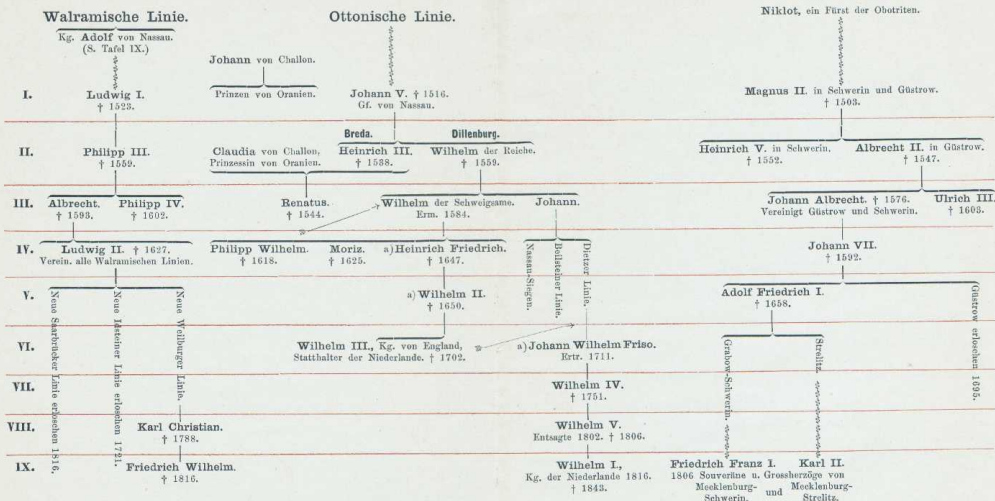 Walramische Linie.
Kg. Adolf von Nassau.
(S. Tafel IX.)
Ottonische Linie.
Niklot, ein Fürst der Obotriten.
Johann von Challon.
Prinzen von Oranien.
I.
Ludwig I.
† 1523.
Johann V. † 1516.
Gf. von Nassau.
Magnus II. in Schwerin und Güstrow.
† 1503.
II.
Philipp III.
† 1559.
Claudia von Challon,
Prinzessin von Oranien.
Breda.
Heinrich III.
† 1538.
Dillenburg.
Wilhelm der Reiche.
† 1559.
Heinrich V. in Schwerin.
† 1552.
Albrecht II. in Güstrow.
† 1547.
III.
Albrecht.
† 1593.
Philipp IV.
† 1602.
Renatus.
† 1544.
Wilhelm der Schweigsame.
Erm. 1584.
Johann.
Johann Albrecht. † 1576.
Vereinigt Güstrow und Schwerin.
Ulrich III.
† 1603.
IV.
Ludwig II. † 1627.
Verein. alle Walramischen Linien.
Philipp Wilhelm.
† 1618.
Moriz.
† 1625.
a) Heinrich Friedrich.
† 1647.
Nassau-Siegen.
Beilsteiner Linie.
Dietzer Linie.
Johann VII.
† 1592.
V.
Neue Saarbrücker Linie erloschen 1816.
Neue Idsteiner Linie erloschen 1721.
Neue Weilburger Linie.
a) Wilhelm II.
† 1650.
Adolf Friedrich I.
† 1658.
Güstrow erloschen 1695.
VI.
Wilhelm III., Kg. von England,
Statthalter der Niederlande. † 1702.
a) Johann Wilhelm Friso.
Ertr. 1711.
Grabow-Schwerin.
Strelitz.
VII.
Wilhelm IV.
† 1751.
VIII.
Karl Christian.
† 1788.
Wilhelm V.
Entsagte 1802. † 1806.
IX.
Friedrich Wilhelm.
† 1816.
Wilhelm I.,
Kg. der Niederlande 1816.
† 1843.
Friedrich Franz I. Karl II.
1806 Souveräne u. Grossherzöge von
Mecklenburg- und Mecklenburg-
Schwerin. Strelitz.